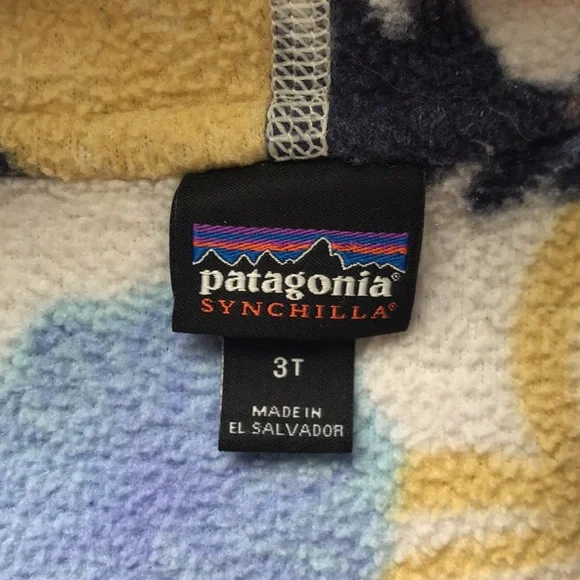 patagonia®
SYNCHILLA®
3T
MADE IN
EL SALVADOR